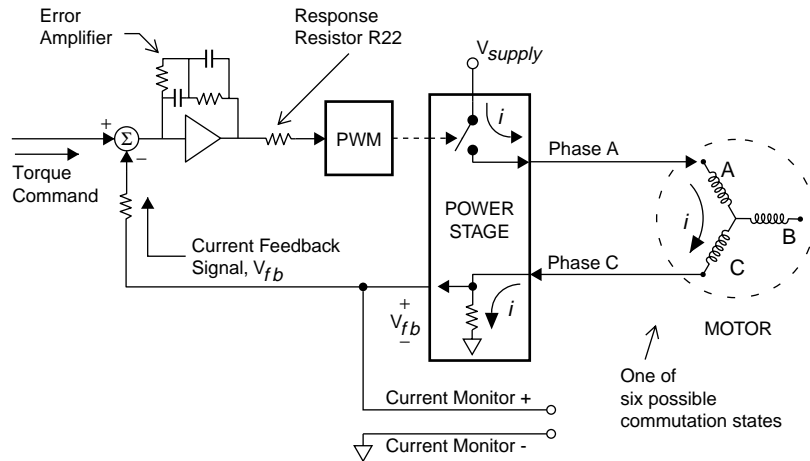 Error
Amplifier
Response
Resistor R22
Vsupply
+
Σ
−
PWM
i
Phase A
Torque
Command
POWER
STAGE
A
i
B
C
Current Feedback
Signal, Vfb
Phase C
+
Vfb
−
i
MOTOR
One of
six possible
commutation states
Current Monitor +
Current Monitor -